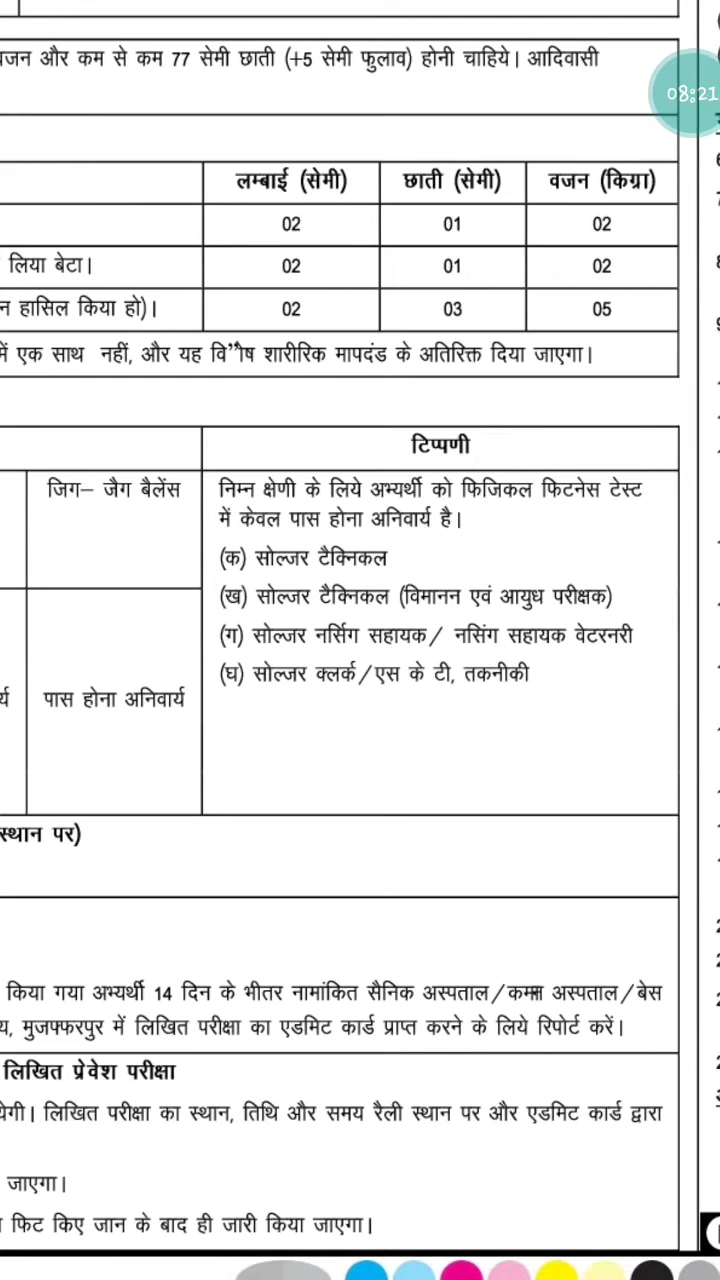 वजन और कम से कम 77 सेमी छाती (+5 सेमी फुलाव) होनी चाहिये। आदिवासी
08:21
लम्बाई (सेमी) छाती (सेमी) वजन (किग्रा)
02 01 02
लिया बेटा। 02 01 02
न हासिल किया हो)। 02 03 05
में एक साथ नहीं, और यह वि”ोष शारीरिक मापदंड के अतिरिक्त दिया जाएगा।
टिप्पणी
जिग– जैग बैलेंस
निम्न क्षेणी के लिये अभ्यर्थी को फिजिकल फिटनेस टेस्ट
में केवल पास होना अनिवार्य है।
(क) सोल्जर टैक्निकल
(ख) सोल्जर टैक्निकल (विमानन एवं आयुध परीक्षक)
(ग) सोल्जर नर्सिग सहायक/ नसिंग सहायक वेटरनरी
(घ) सोल्जर क्लर्क/एस के टी, तकनीकी
र्य पास होना अनिवार्य
स्थान पर)
किया गया अभ्यर्थी 14 दिन के भीतर नामांकित सैनिक अस्पताल/ अस्पताल/बेस
य, मुजफ्फरपुर में लिखित परीक्षा का एडमिट कार्ड प्राप्त करने के लिये रिपोर्ट करें।
लिखित प्रेवेश परीक्षा
येगी। लिखित परीक्षा का स्थान, तिथि और समय रैली स्थान पर और एडमिट कार्ड द्वारा
जाएगा।
फिट किए जान के बाद ही जारी किया जाएगा।